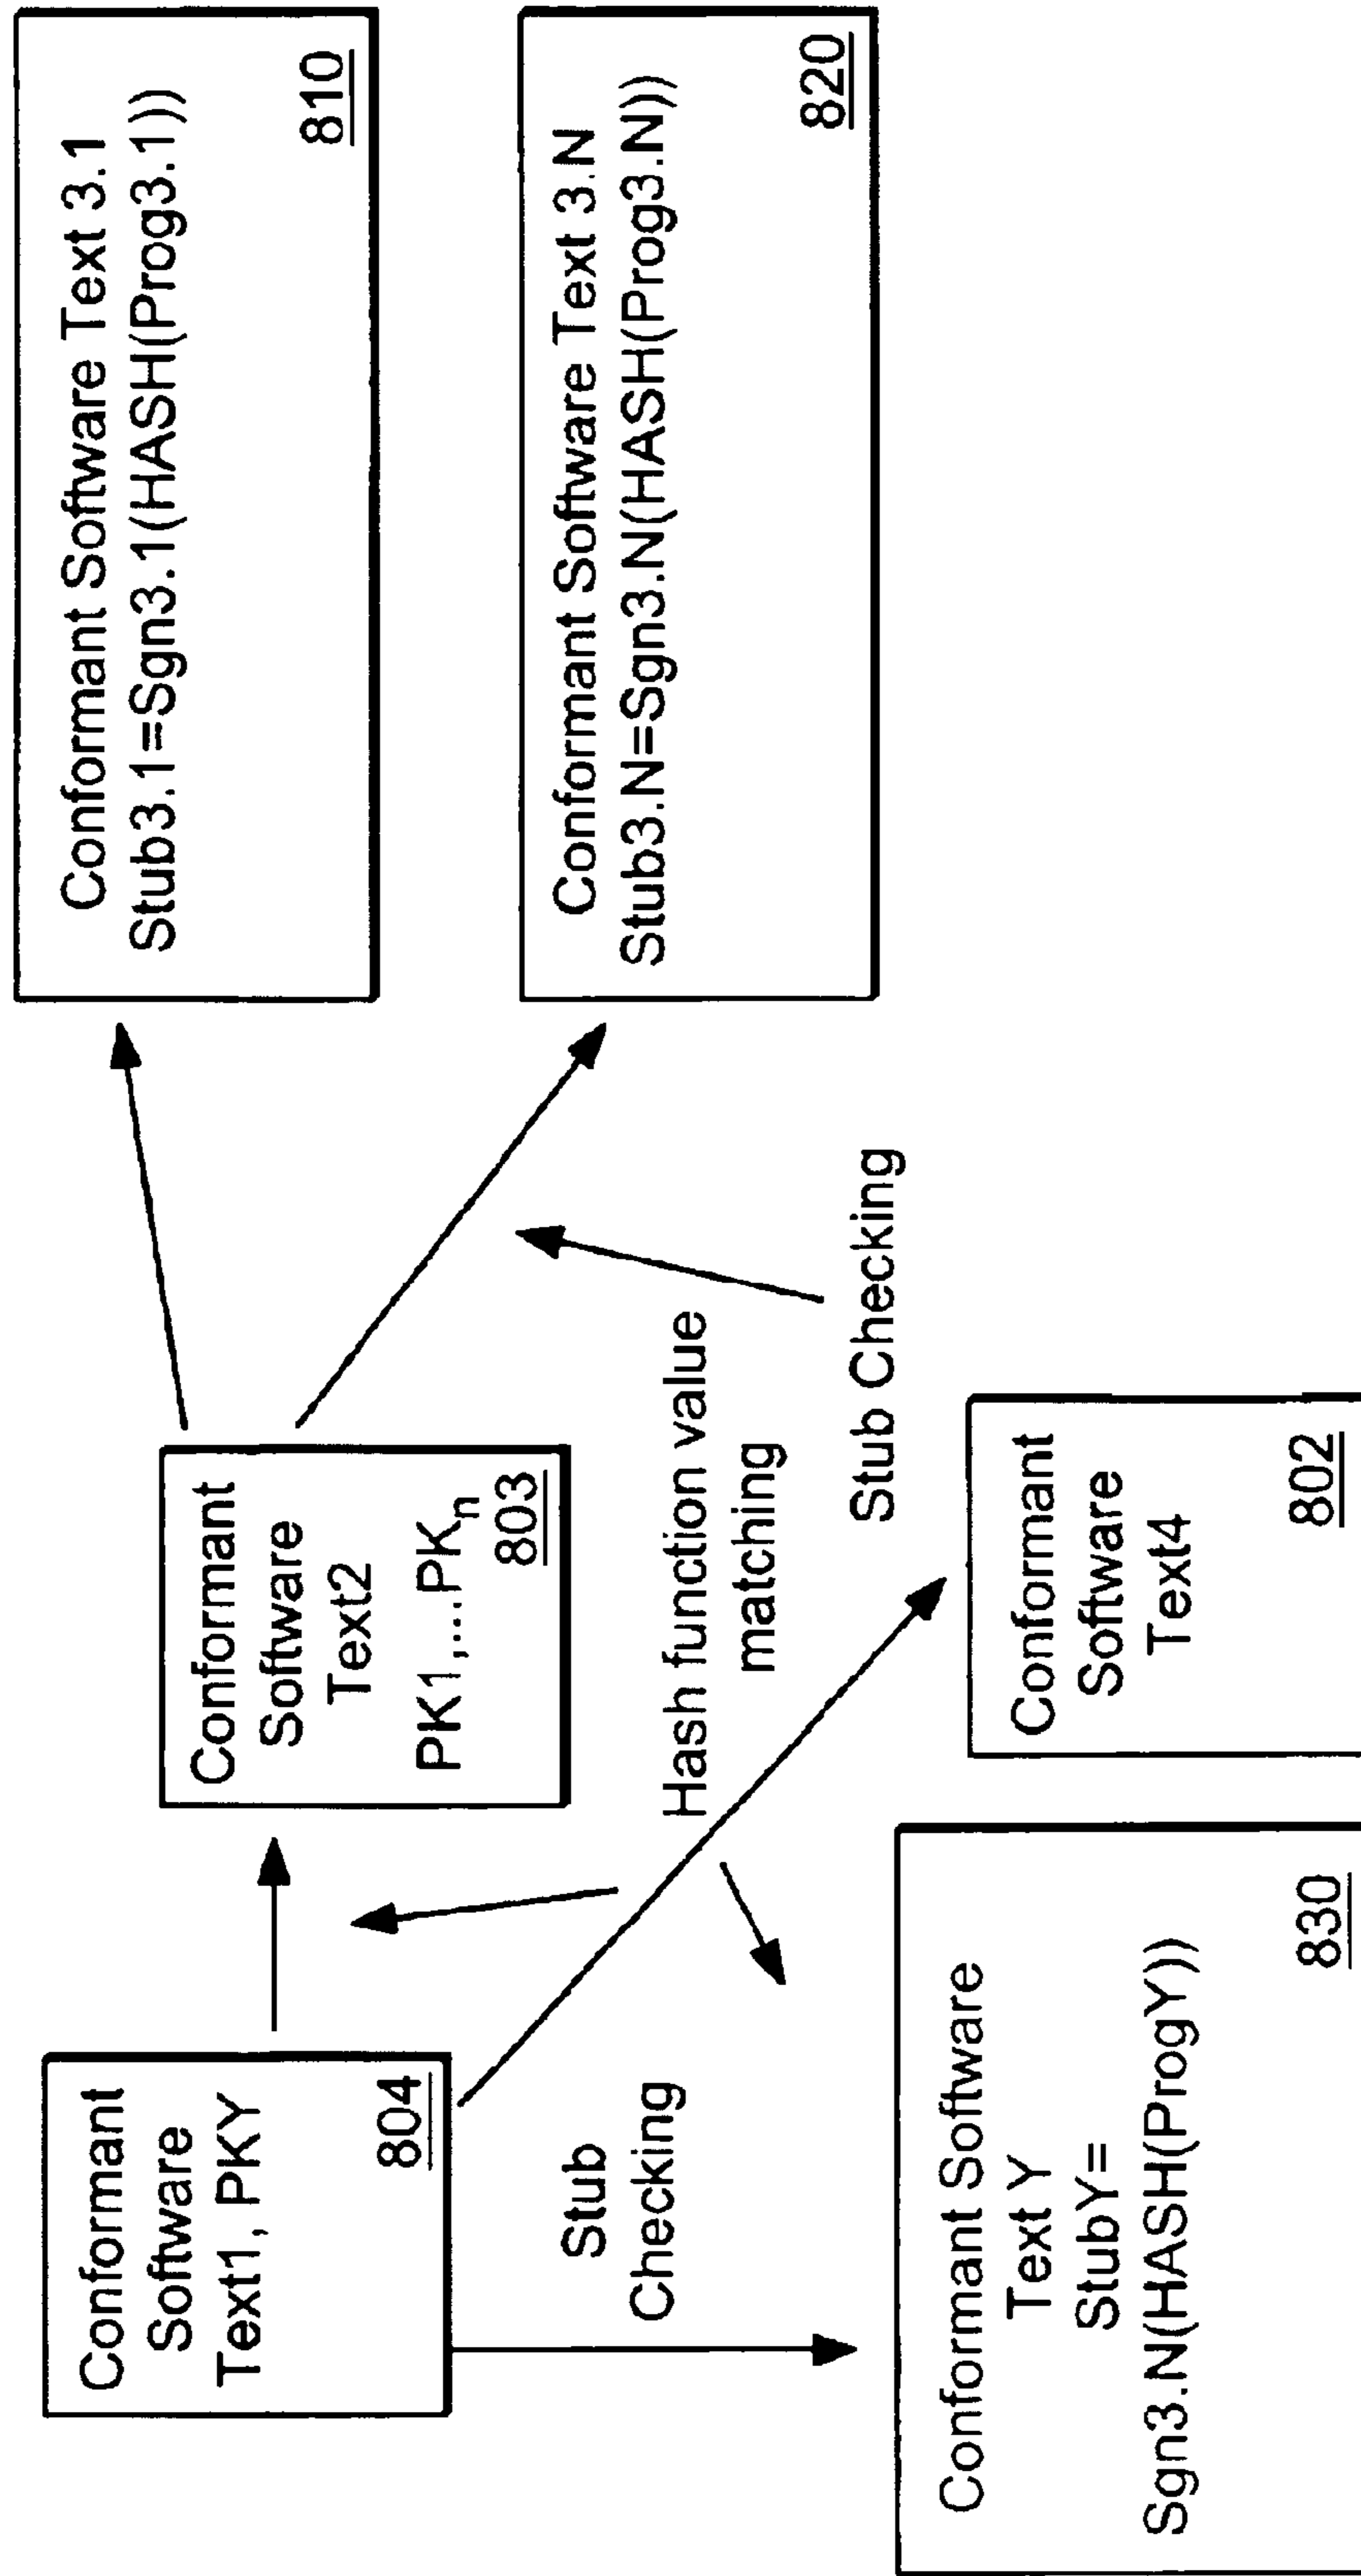 Conformant
Software
Text1, PKY
804
Conformant
Software
Text2
PK1,...PKn
803
Conformant Software Text 3.1
Stub3.1=Sgn3.1(HASH(Prog3.1))
810
Conformant Software Text 3.N
Stub3.N=Sgn3.N(HASH(Prog3.N))
820
Stub
Checking
Hash function value
matching
Stub Checking
Conformant Software
Text Y
StubY=
Sgn3.N(HASH(ProgY))
830
Conformant
Software
Text4
802